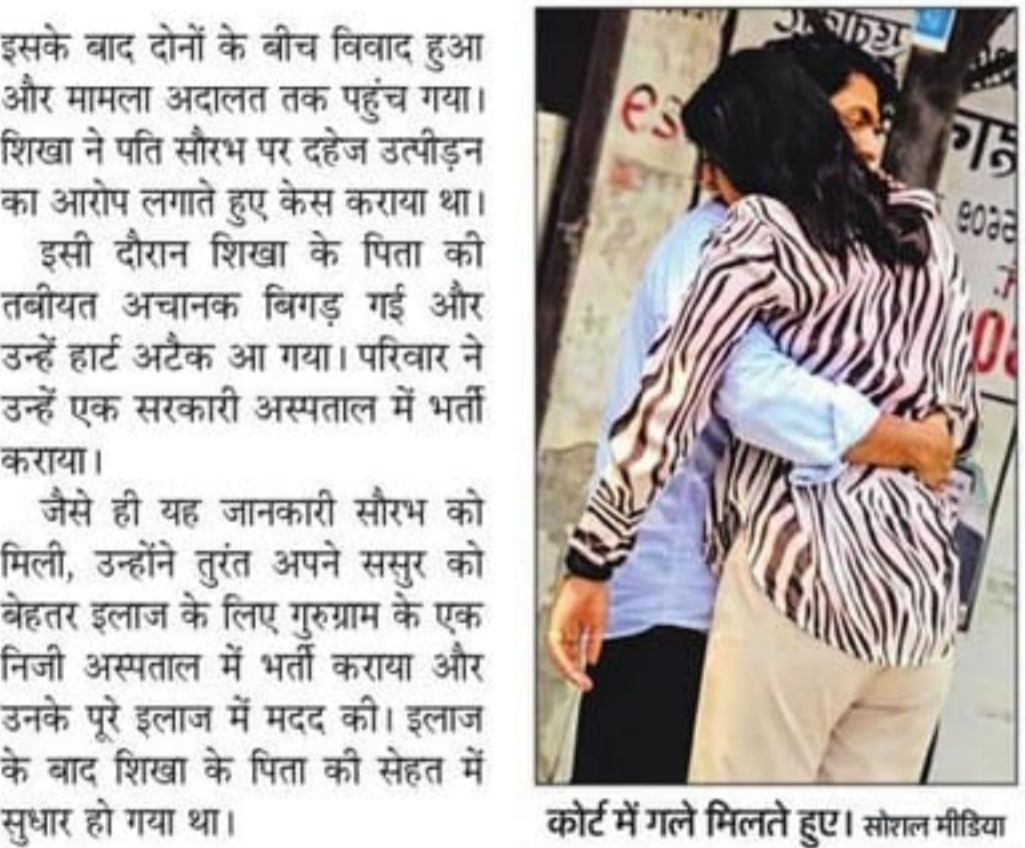 इसके बाद दोनों के बीच विवाद हुआ
और मामला अदालत तक पहुंच गया।
शिखा ने पति सौरभ पर दहेज उत्पीड़न
का आरोप लगाते हुए केस कराया था।
इसी दौरान शिखा के पिता की
तबीयत अचानक बिगड़ गई और
उन्हें हार्ट अटैक आ गया। परिवार ने
उन्हें एक सरकारी अस्पताल में भर्ती
कराया।
जैसे ही यह जानकारी सौरभ को
मिली, उन्होंने तुरंत अपने ससुर को
बेहतर इलाज के लिए गुरुग्राम के एक
निजी अस्पताल में भर्ती कराया और
उनके पूरे इलाज में मदद की। इलाज
के बाद शिखा के पिता की सेहत में
सुधार हो गया था।
कोर्ट में गले मिलते हुए। सोशल मीडिया